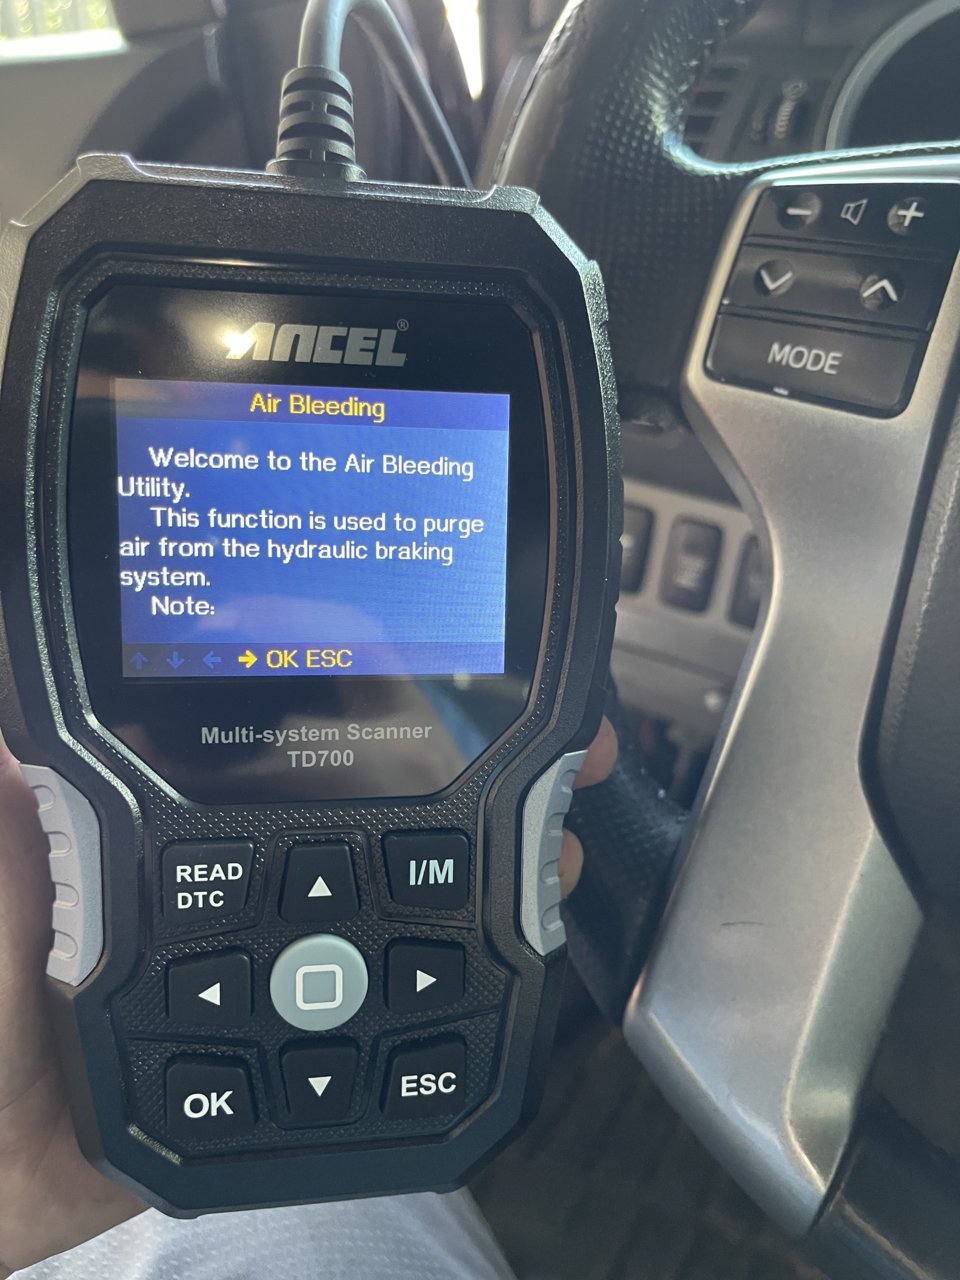 ANCEL®
Air Bleeding
Welcome to the Air Bleeding
Utility.
This function is used to purge
air from the hydraulic braking
system.
Note:
OK ESC
Multi-system Scanner
TD700
READ
DTC
I/M
OK
ESC
MODE